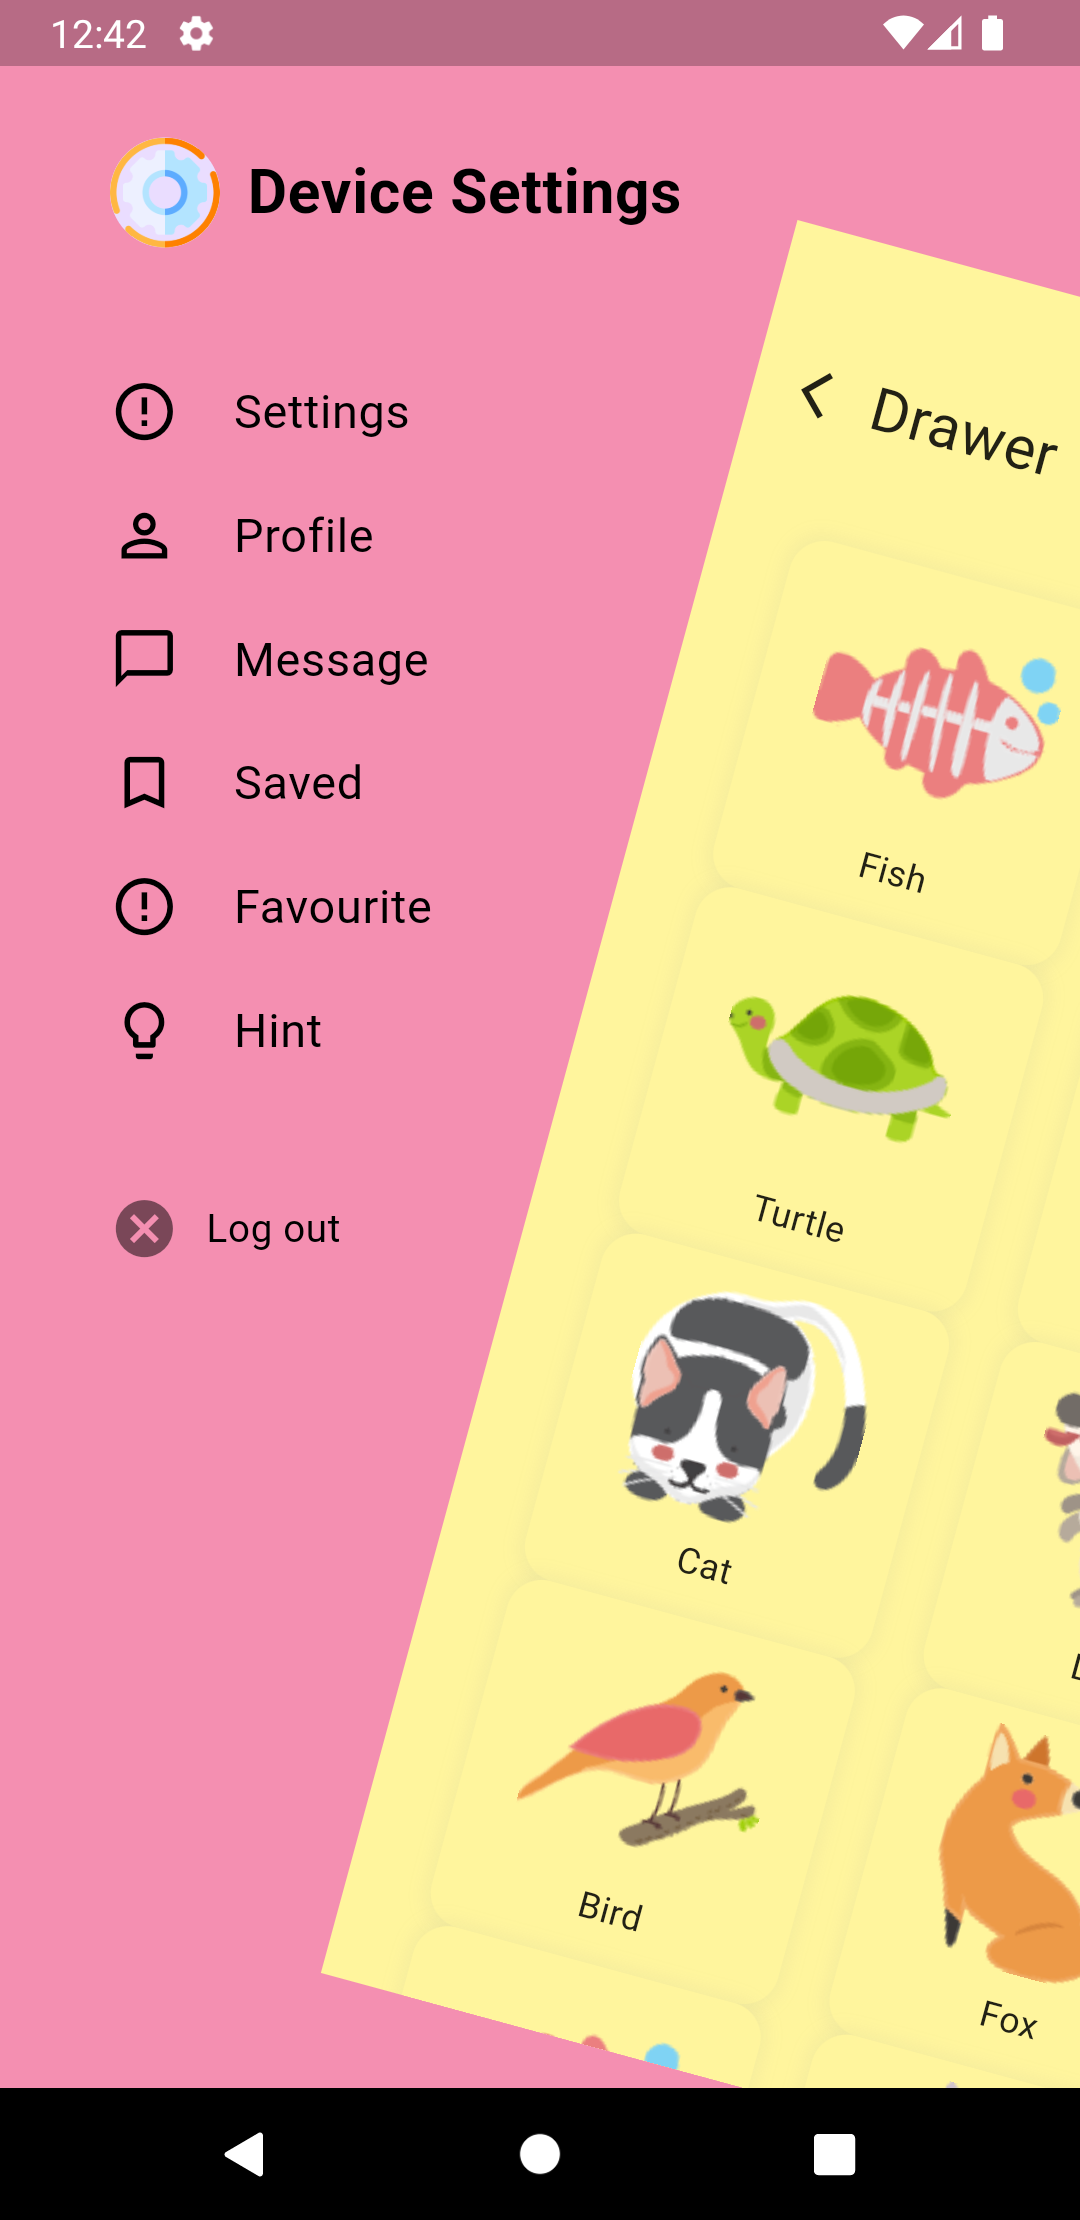 12:42
Device Settings
Settings
Profile
Message
Saved
Favourite
Hint
Log out
Drawer
Fish
Turtle
Cat
Bird
Fox